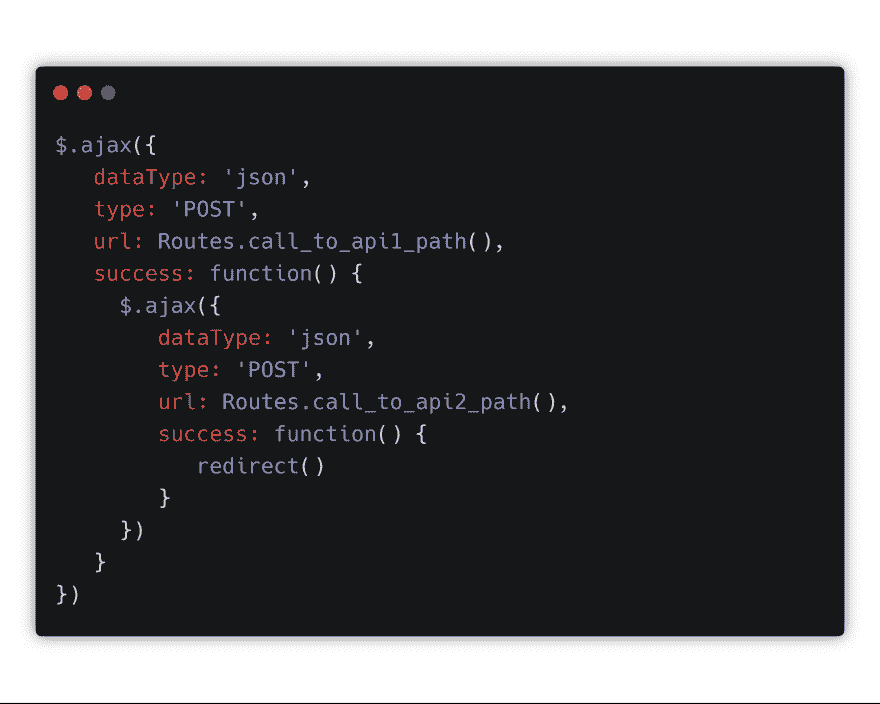 $.ajax({
   dataType: 'json',
   type: 'POST',
   url: Routes.call_to_api1_path(),
   success: function() {
     $.ajax({
        dataType: 'json',
        type: 'POST',
        url: Routes.call_to_api2_path(),
        success: function() {
           redirect()
        }
     })
   }
})